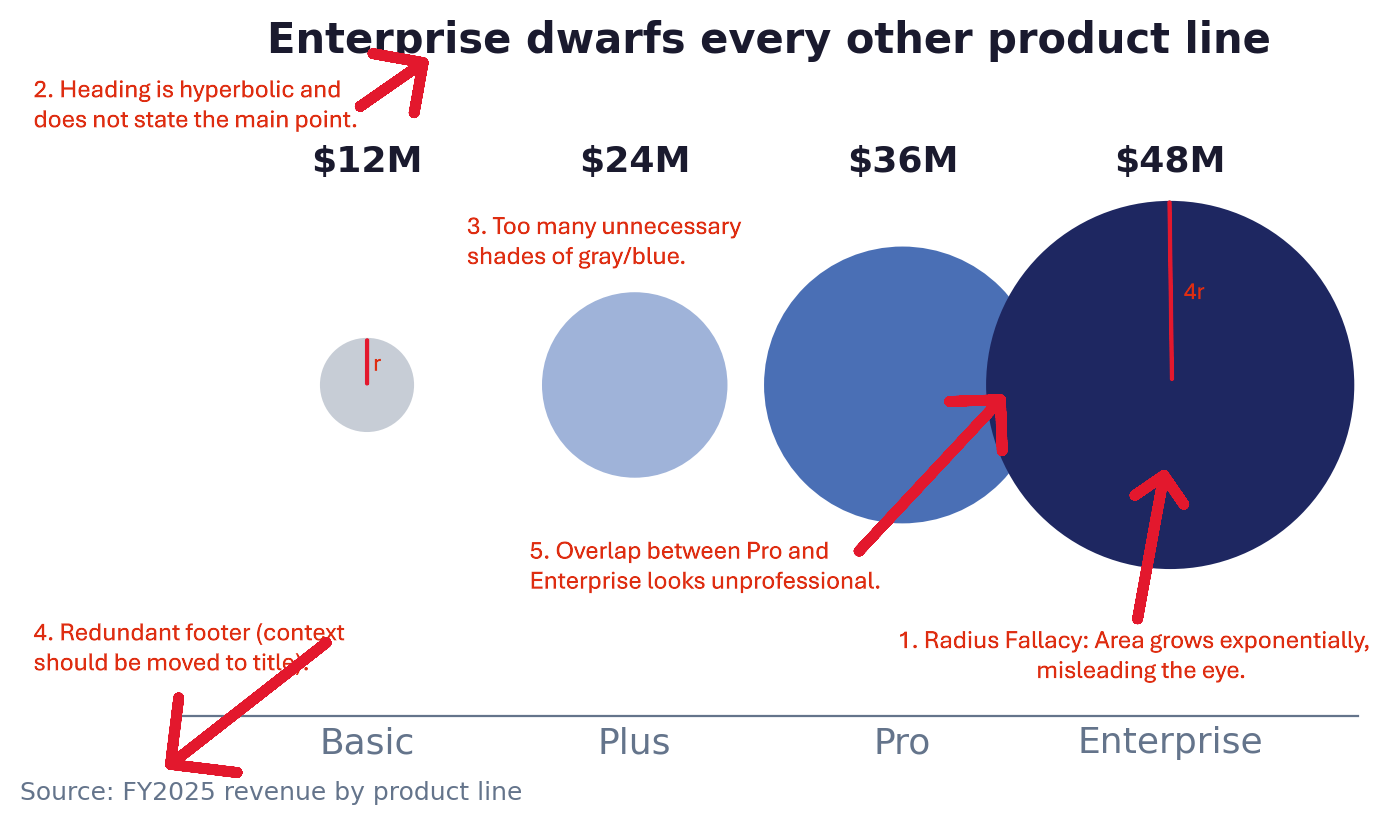 Enterprise dwarfs every other product line
2. Heading is hyperbolic and
does not state the main point.
$12M $24M $36M $48M
3. Too many unnecessary
shades of gray/blue.
4r
r
5. Overlap between Pro and
Enterprise looks unprofessional.
4. Redundant footer (context
should be moved to title).
1. Radius Fallacy: Area grows exponentially,
misleading the eye.
Basic Plus Pro Enterprise
Source: FY2025 revenue by product line